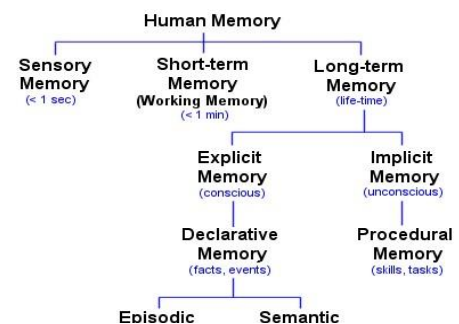 Human Memory
Sensory Memory
(< 1 sec)
Short-term Memory
(Working Memory)
(< 1 min)
Long-term Memory
(life-time)
Explicit Memory
(conscious)
Implicit Memory
(unconscious)
Declarative Memory
(facts, events)
Procedural Memory
(skills, tasks)
Episodic
Semantic